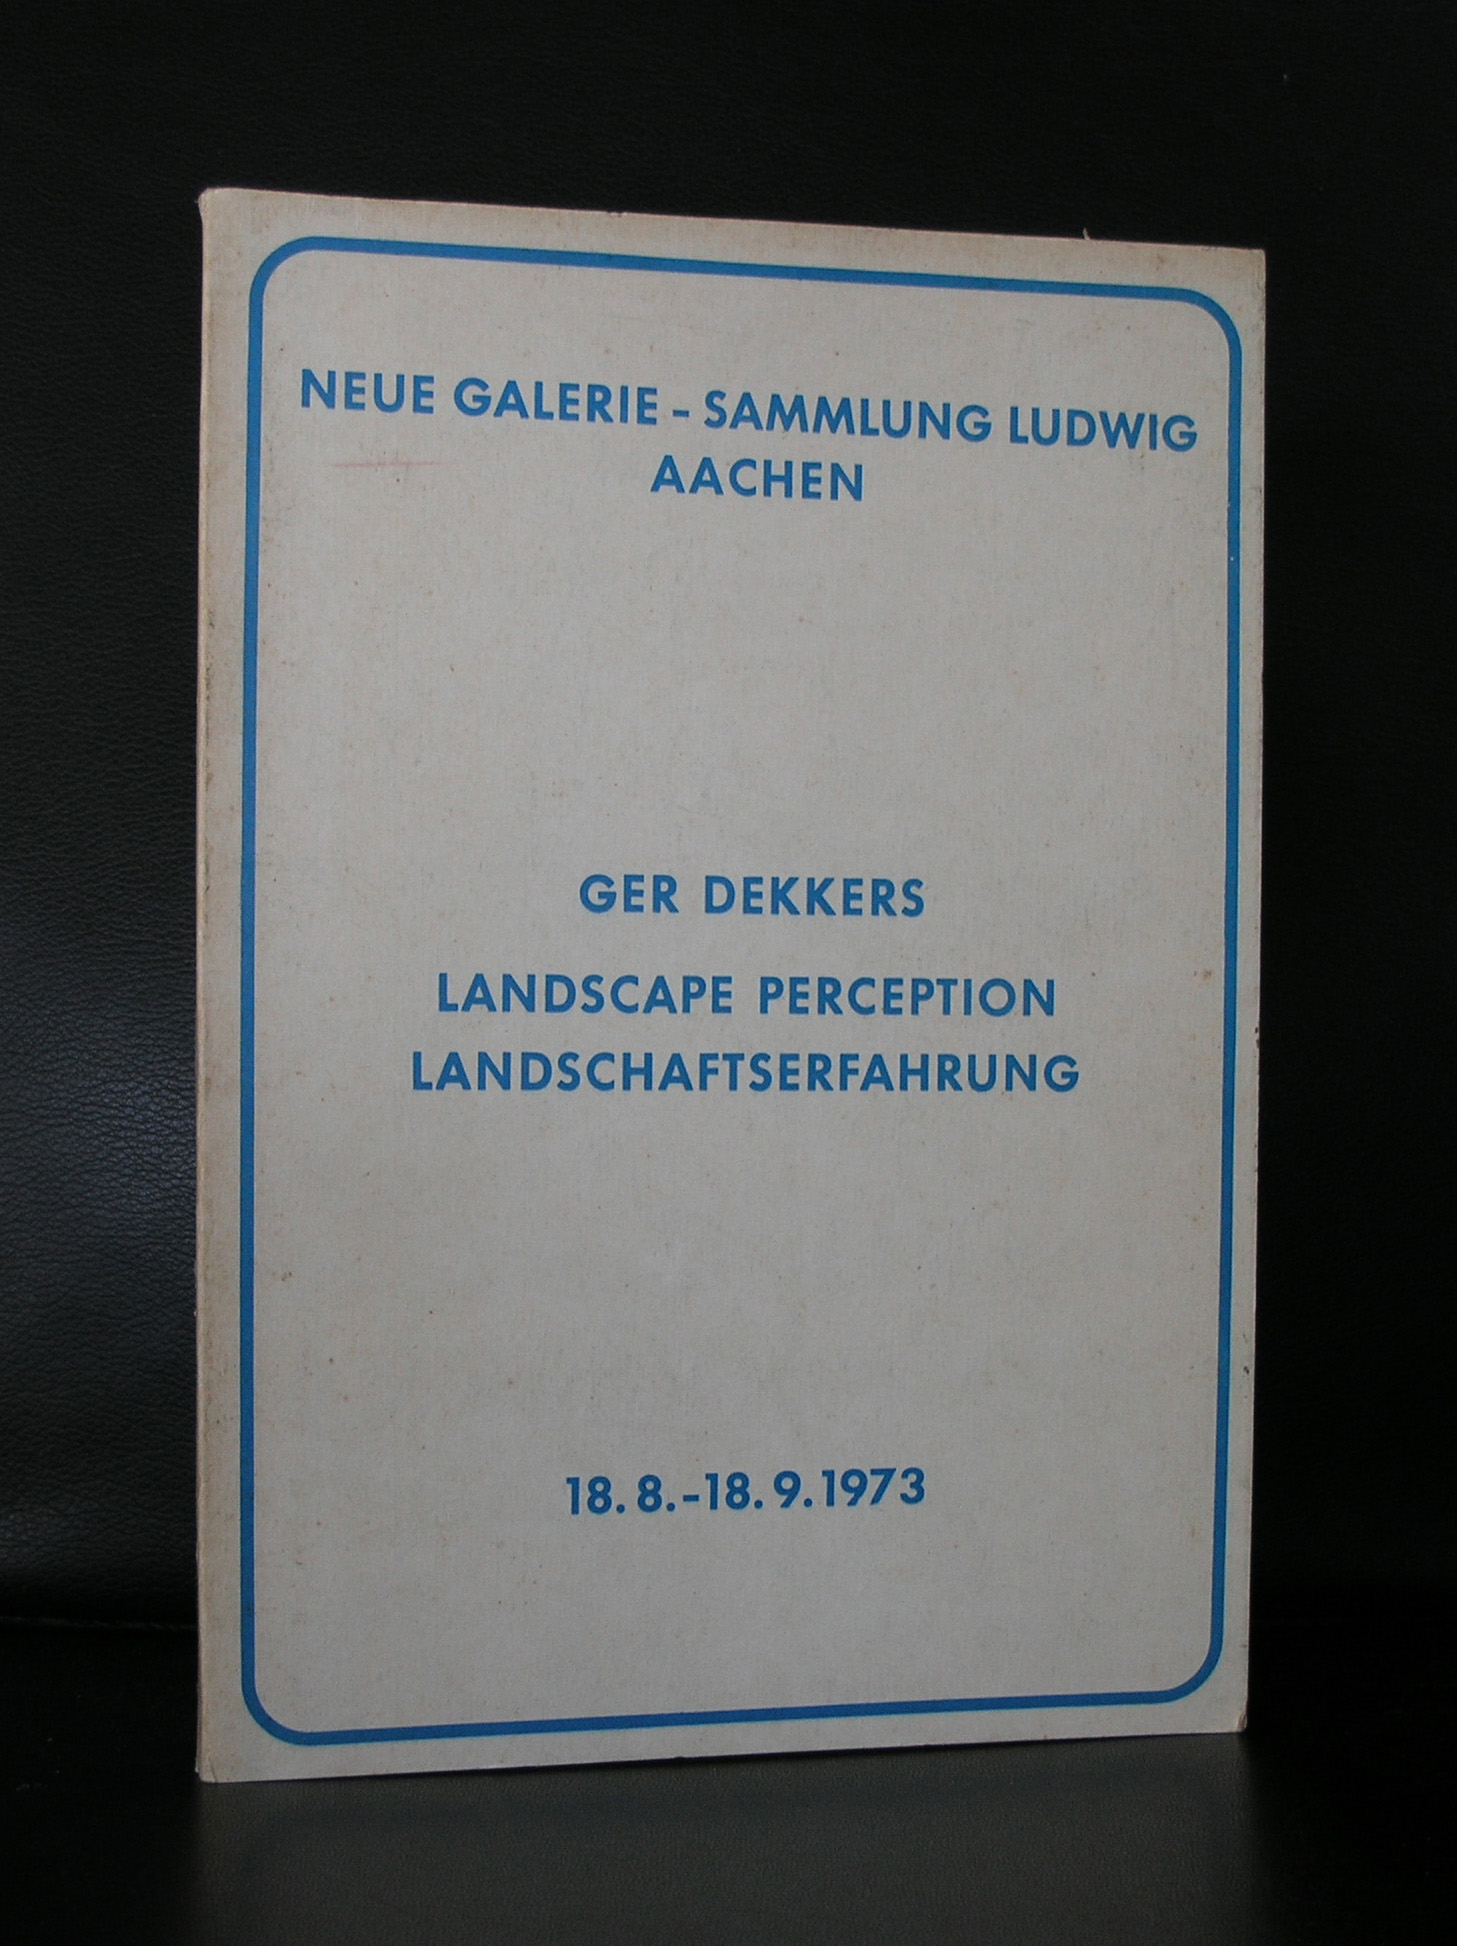 NEUE GALERIE - SAMMLUNG LUDWIG
AACHEN
GER DEKKERS
LANDSCAPE PERCEPTION
LANDSCHAFTSERFAHRUNG
18.8.-18.9.1973